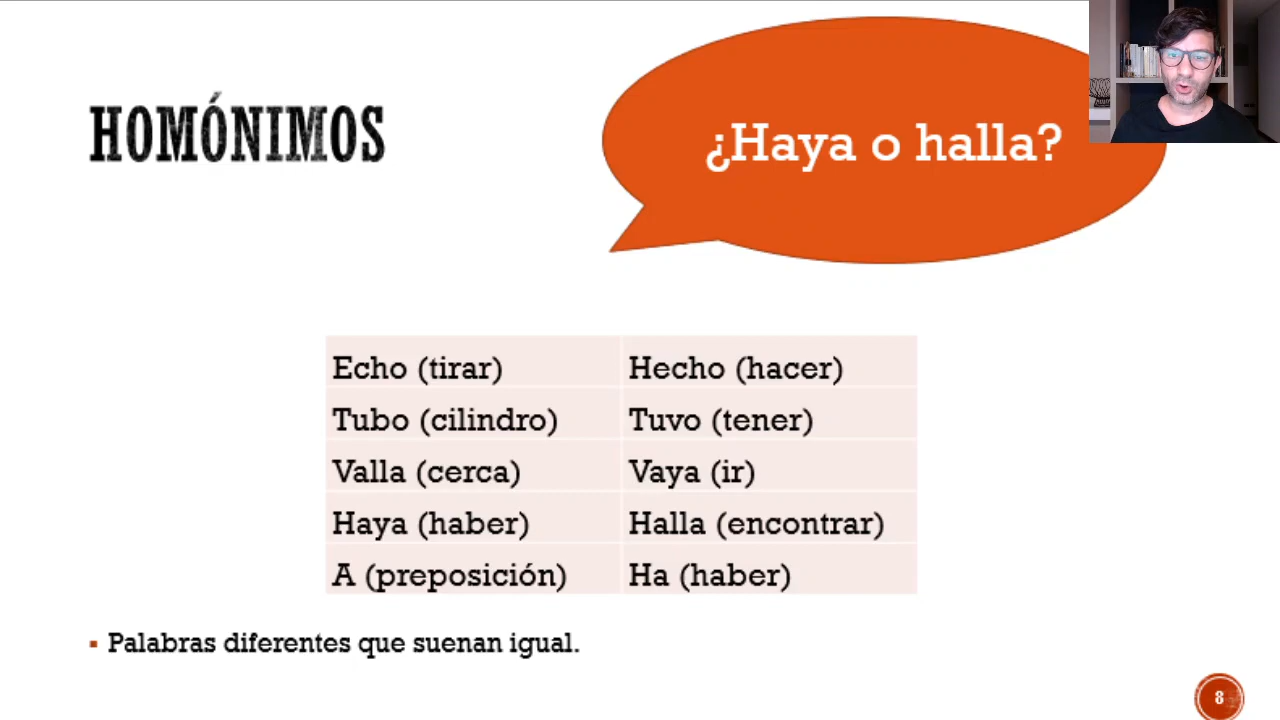 HOMÓNIMOS
¿Haya o halla?
Echo (tirar) Hecho (hacer)
Tubo (cilindro) Tuvo (tener)
Valla (cerca) Vaya (ir)
Haya (haber) Halla (encontrar)
A (preposición) Ha (haber)
▪ Palabras diferentes que suenan igual.
8